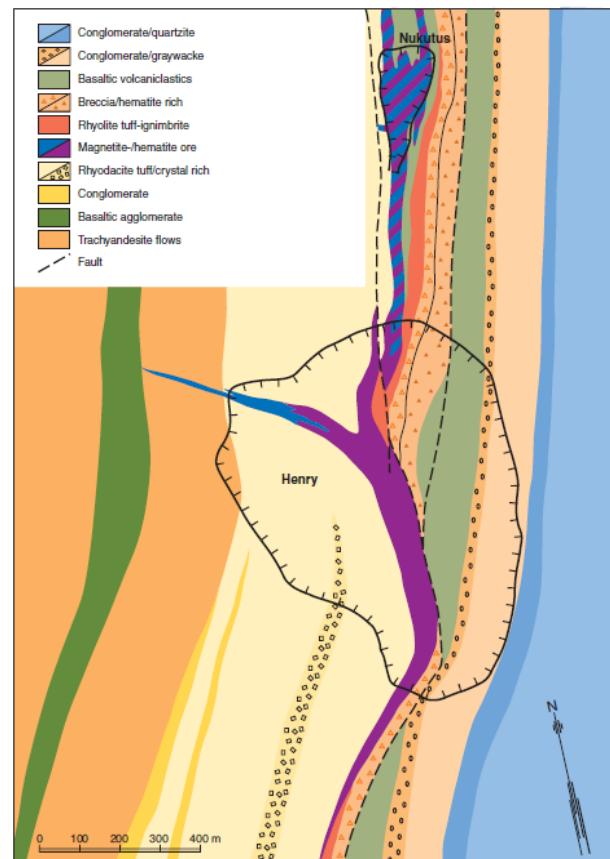 Conglomerate/quartzite
Conglomerate/graywacke
Basaltic volcaniclastics
Breccia/hematite rich
Rhyolite tuff-ignimbrite
Magnetite-/hematite ore
Rhyodacite tuff/crystal rich
Conglomerate
Basaltic agglomerate
Trachyandesite flows
Fault
Nukutus
Henry
N
0 100 200 300 400 m